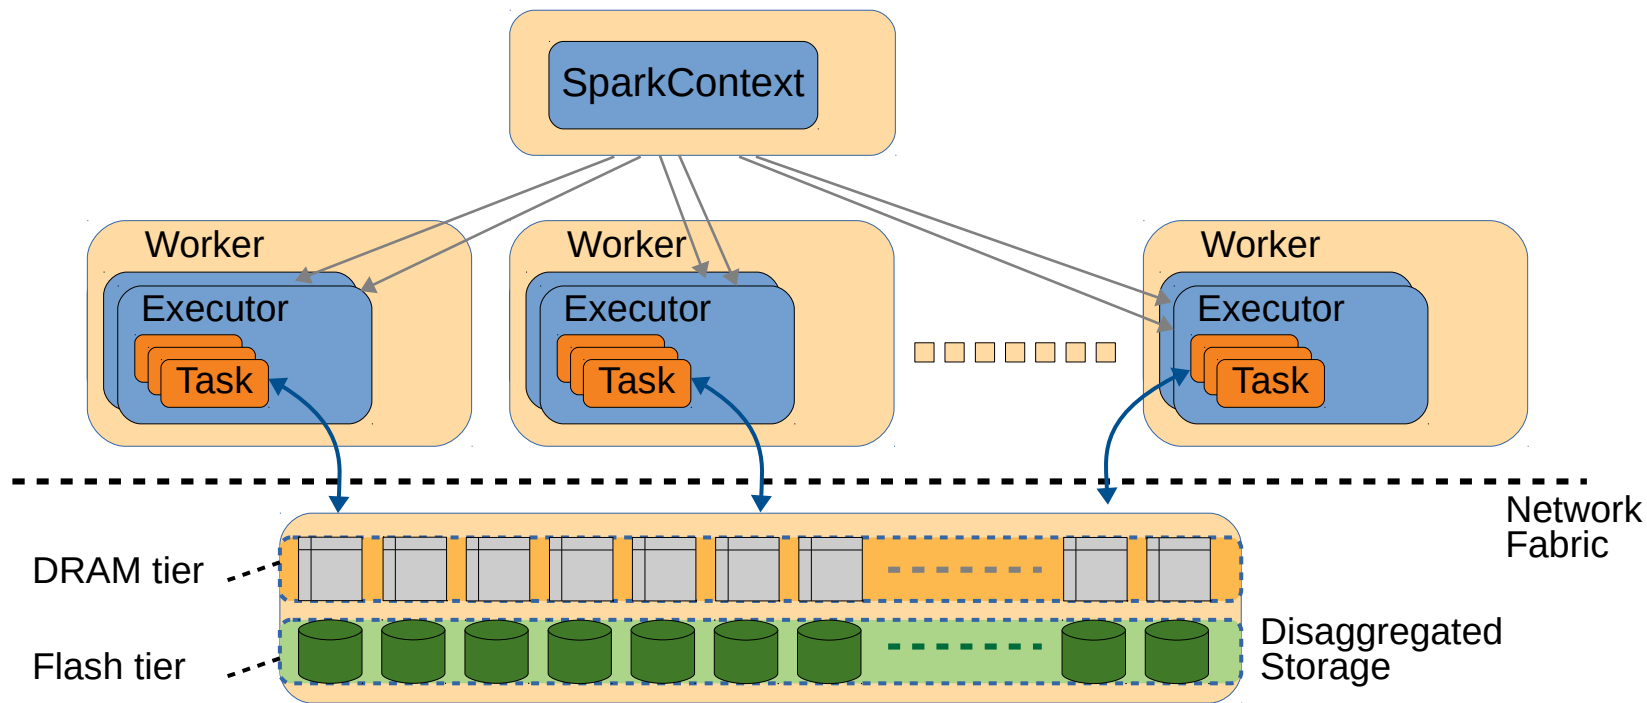 SparkContext
Worker
Worker
Worker
Executor
Executor
Executor
Task
Task
Task
Network
Fabric
DRAM tier
Disaggregated
Storage
Flash tier